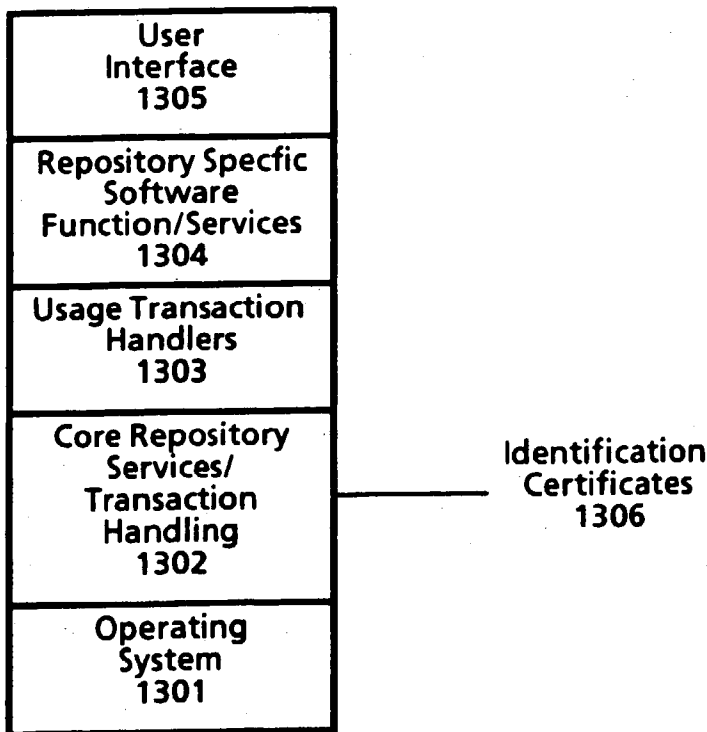 User
Interface
1305
Repository Specfic
Software
Function/Services
1304
Usage Transaction
Handlers
1303
Core Repository
Services/
Transaction
Handling
1302
Identification
Certificates
1306
Operating
System
1301